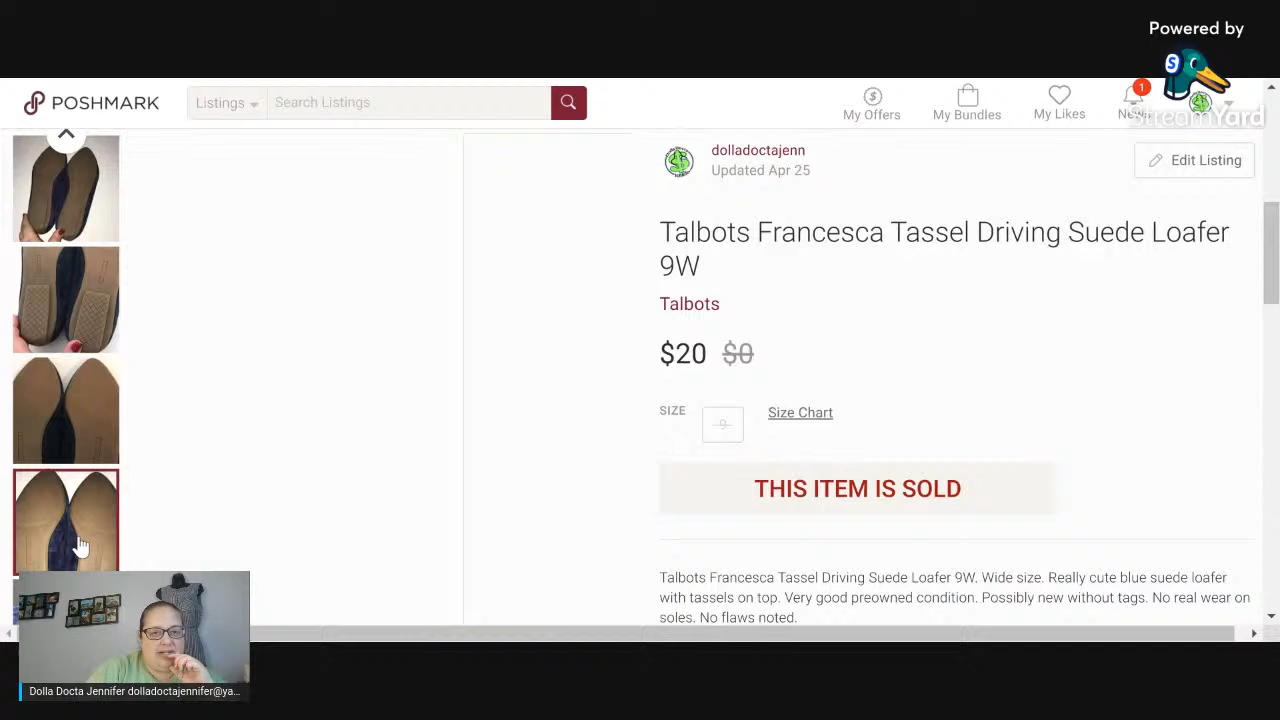 Powered by
StreamYard
POSHMARK
Listings
Search Listings
My Offers
My Bundles
My Likes
1
dolladoctajenn
Updated Apr 25
Edit Listing
Talbots Francesca Tassel Driving Suede Loafer
9W
Talbots
$20 $0
SIZE
9
Size Chart
THIS ITEM IS SOLD
Talbots Francesca Tassel Driving Suede Loafer 9W. Wide size. Really cute blue suede loafer
with tassels on top. Very good preowned condition. Possibly new without tags. No real wear on
soles. No flaws noted.
Dolla Docta Jennifer dolladoctajennifer@ya...